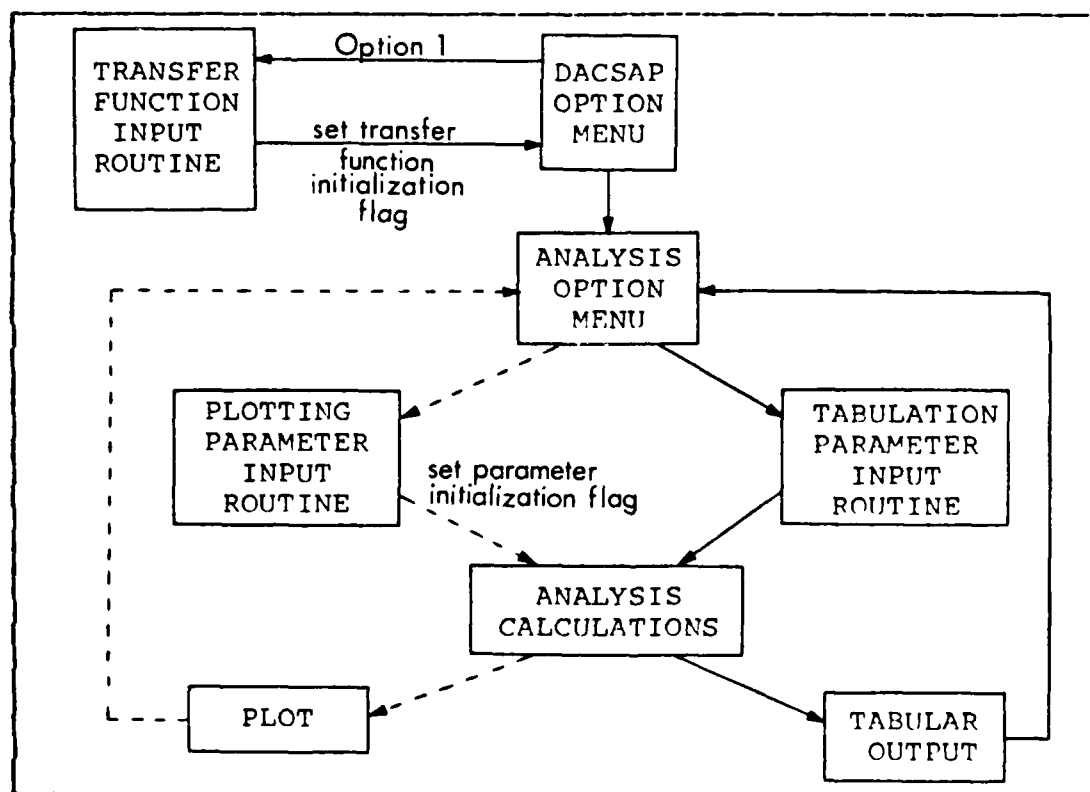 Option 1
TRANSFER
FUNCTION
INPUT
ROUTINE
DACSAP
OPTION
MENU
set transfer
function
initialization
flag
ANALYSIS
OPTION
MENU
PLOTTING
PARAMETER
INPUT
ROUTINE
set parameter
initialization flag
TABULATION
PARAMETER
INPUT
ROUTINE
ANALYSIS
CALCULATIONS
PLOT
TABULAR
OUTPUT